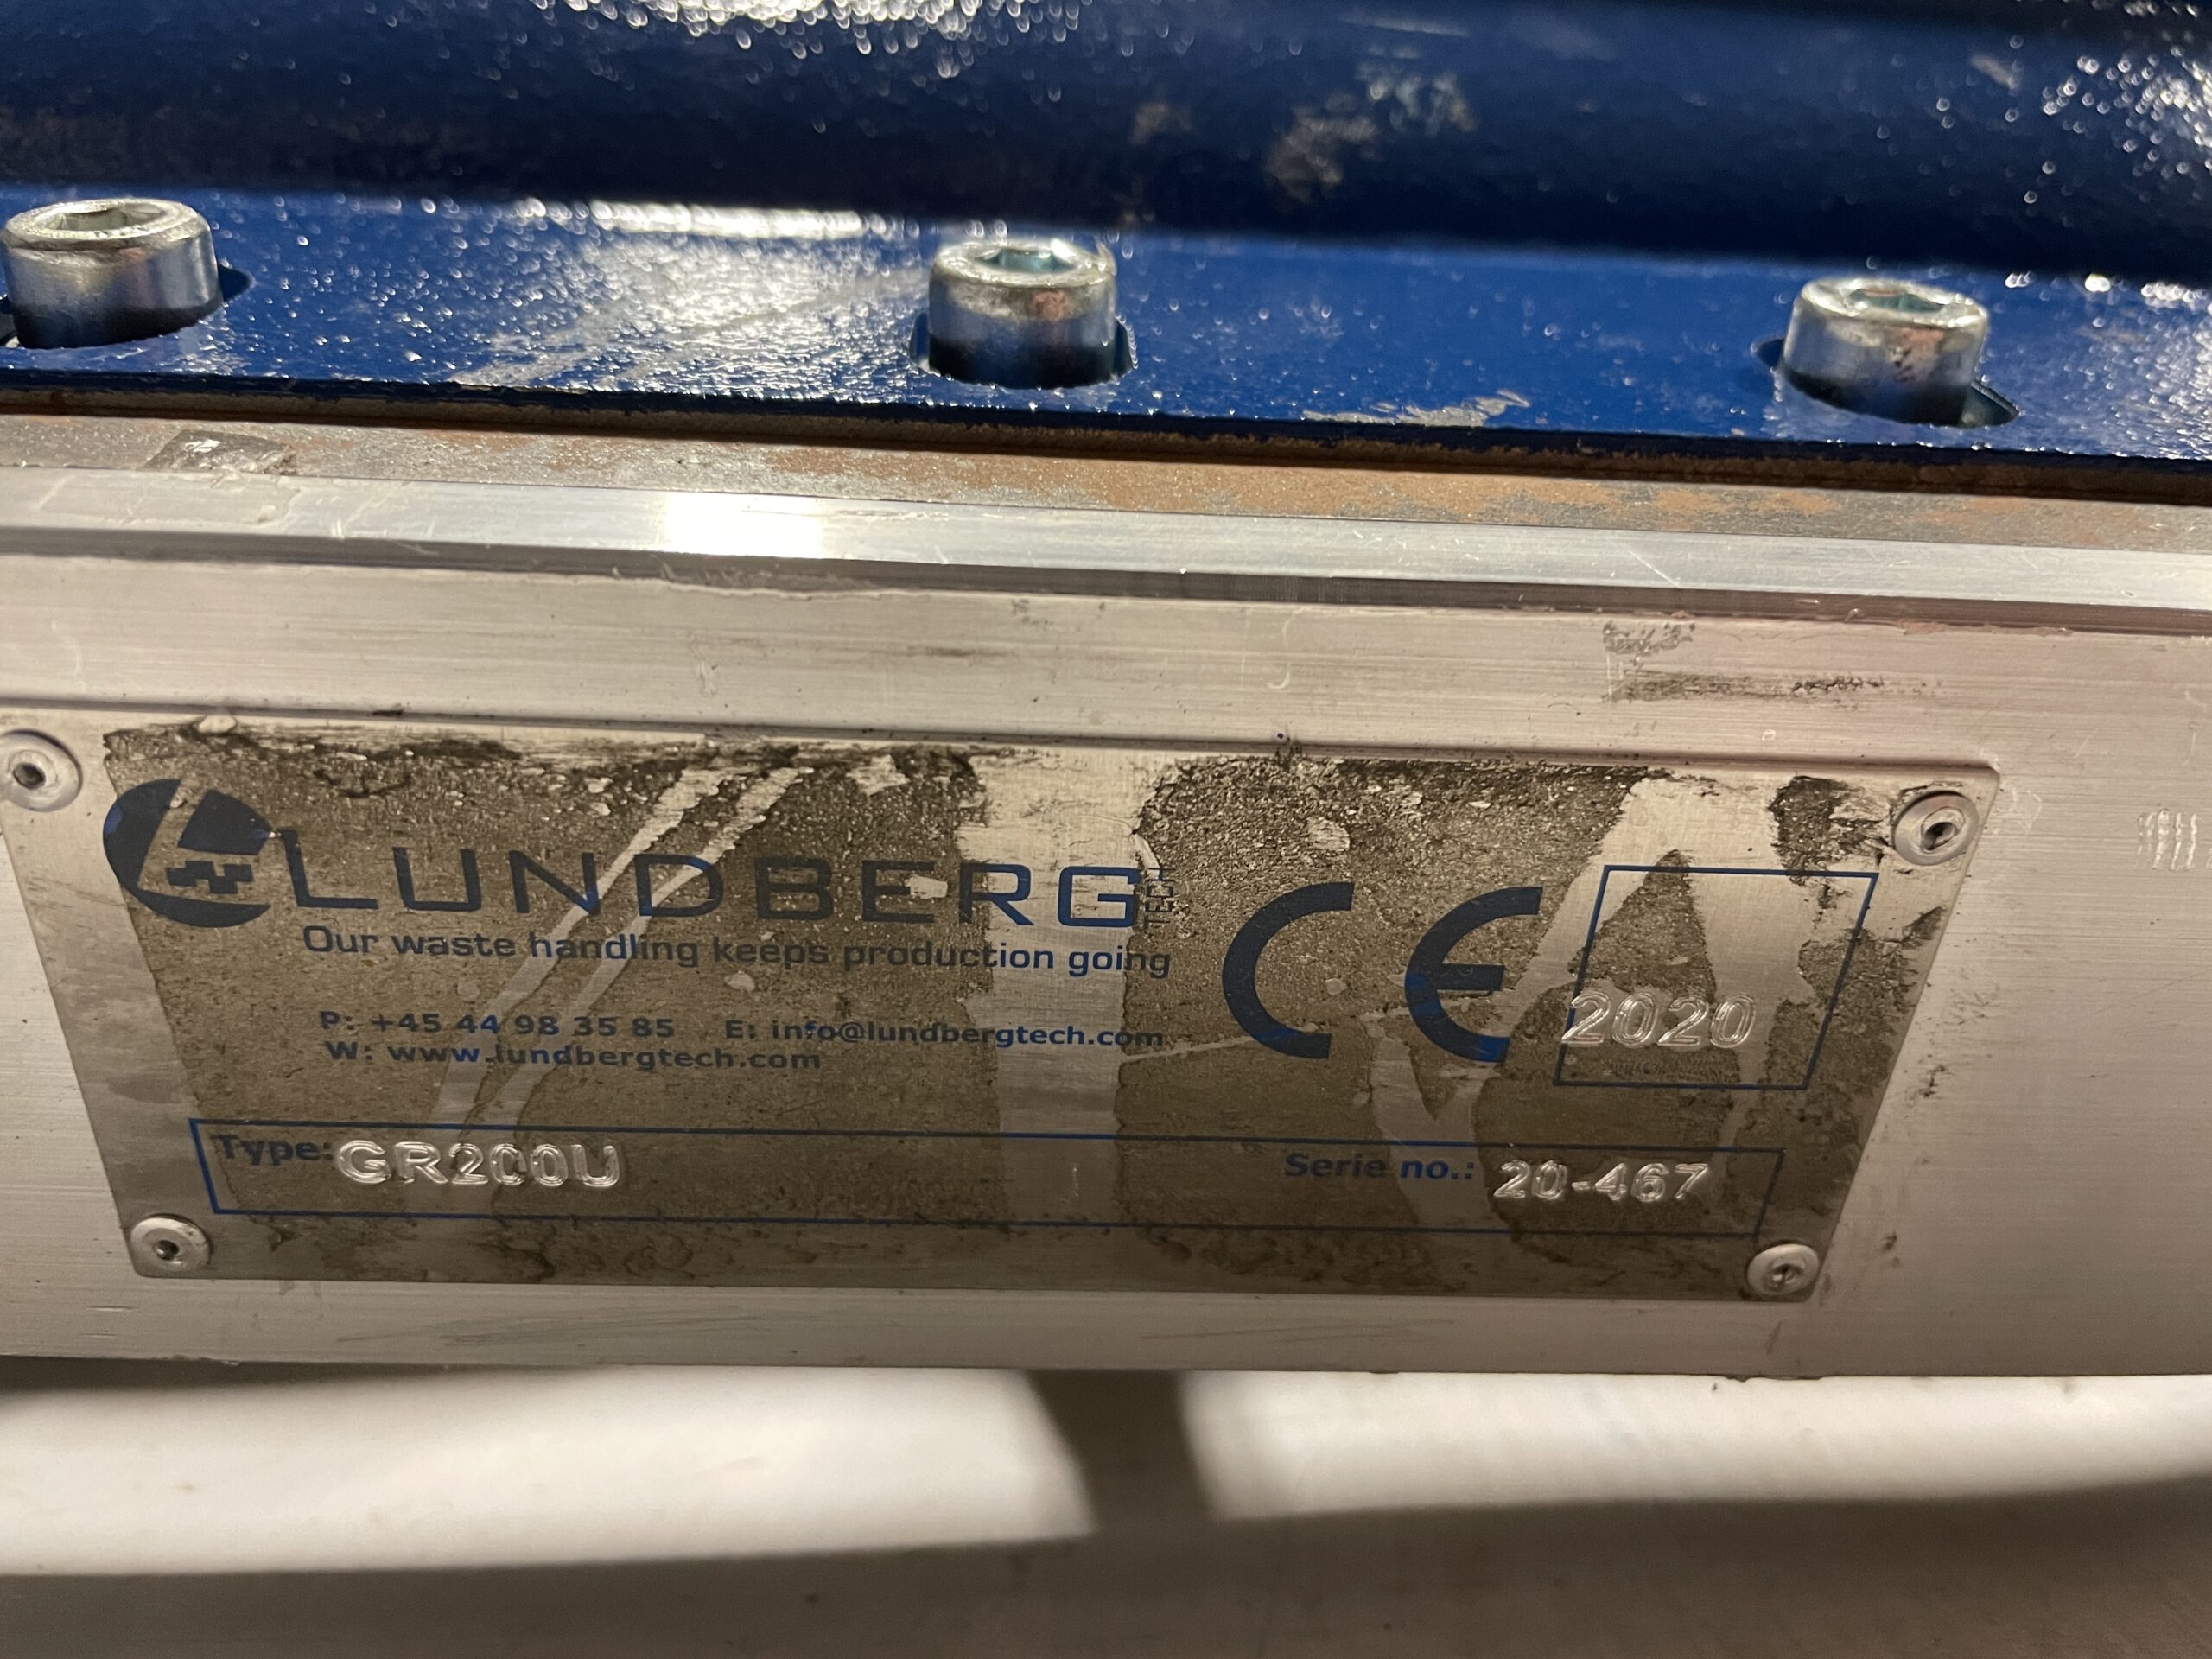 LUNDBERG TECH
Our waste handling keeps production going
P: +45 44 98 35 85 E: info@lundbergtech.com
W: www.lundbergtech.com
CE 2020
Type: GR200U Serie no.: 20-467